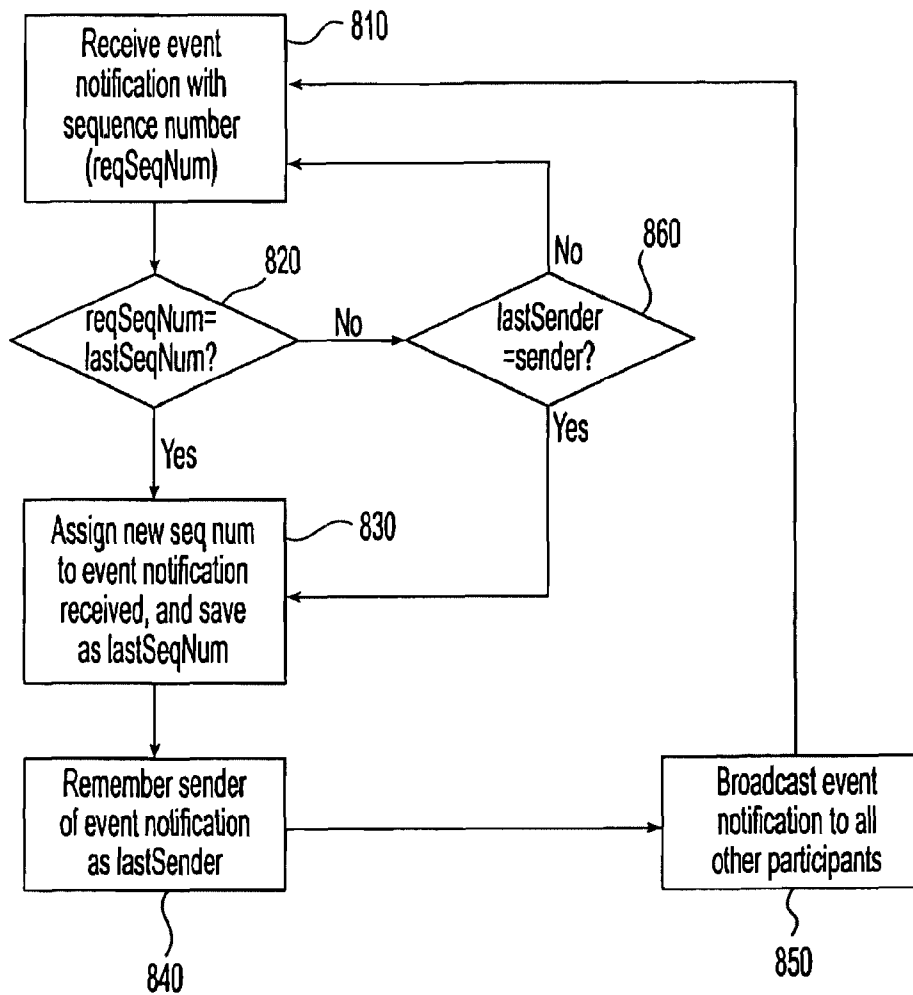 Receive event
notification with
sequence number
(reqSeqNum)
810
reqSeqNum=
lastSeqNum?
820
No
lastSender
=sender?
860
No
Yes
Yes
Assign new seq num
to event notification
received, and save
as lastSeqNum
830
Remember sender
of event notification
as lastSender
840
Broadcast event
notification to all
other participants
850